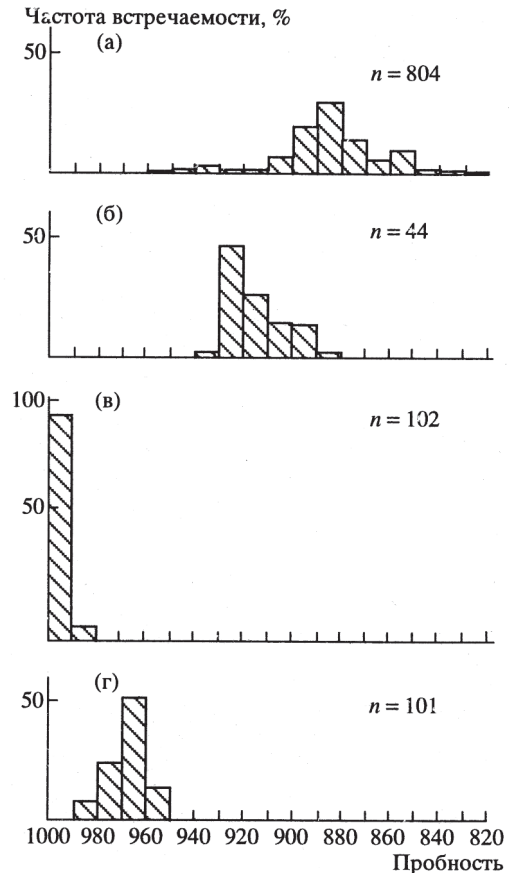 Частота встречаемости, %
(а)
50
n = 804
(б)
50
n = 44
100
(в)
n = 102
50
(г)
50
n = 101
1000 980 960 940 920 900 880 860 840 820
Пробность